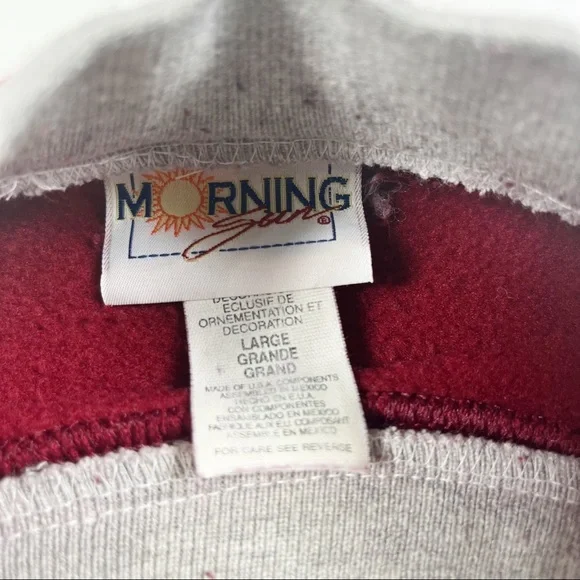 MORNING
Sun®
ECLUSIF DE
ORNEMENTATION ET
DECORATION
LARGE
GRANDE
GRAND
MADE OF U.S.A. COMPONENTS
ASSEMBLED IN MEXICO
HECHO EN E.U.A.
CON COMPONENTES
ENSAMBLADO EN MEXICO
FABRIQUE AUX E.U COMPOSANT
ASSEMBLE EN MEXICO
FOR CARE SEE REVERSE